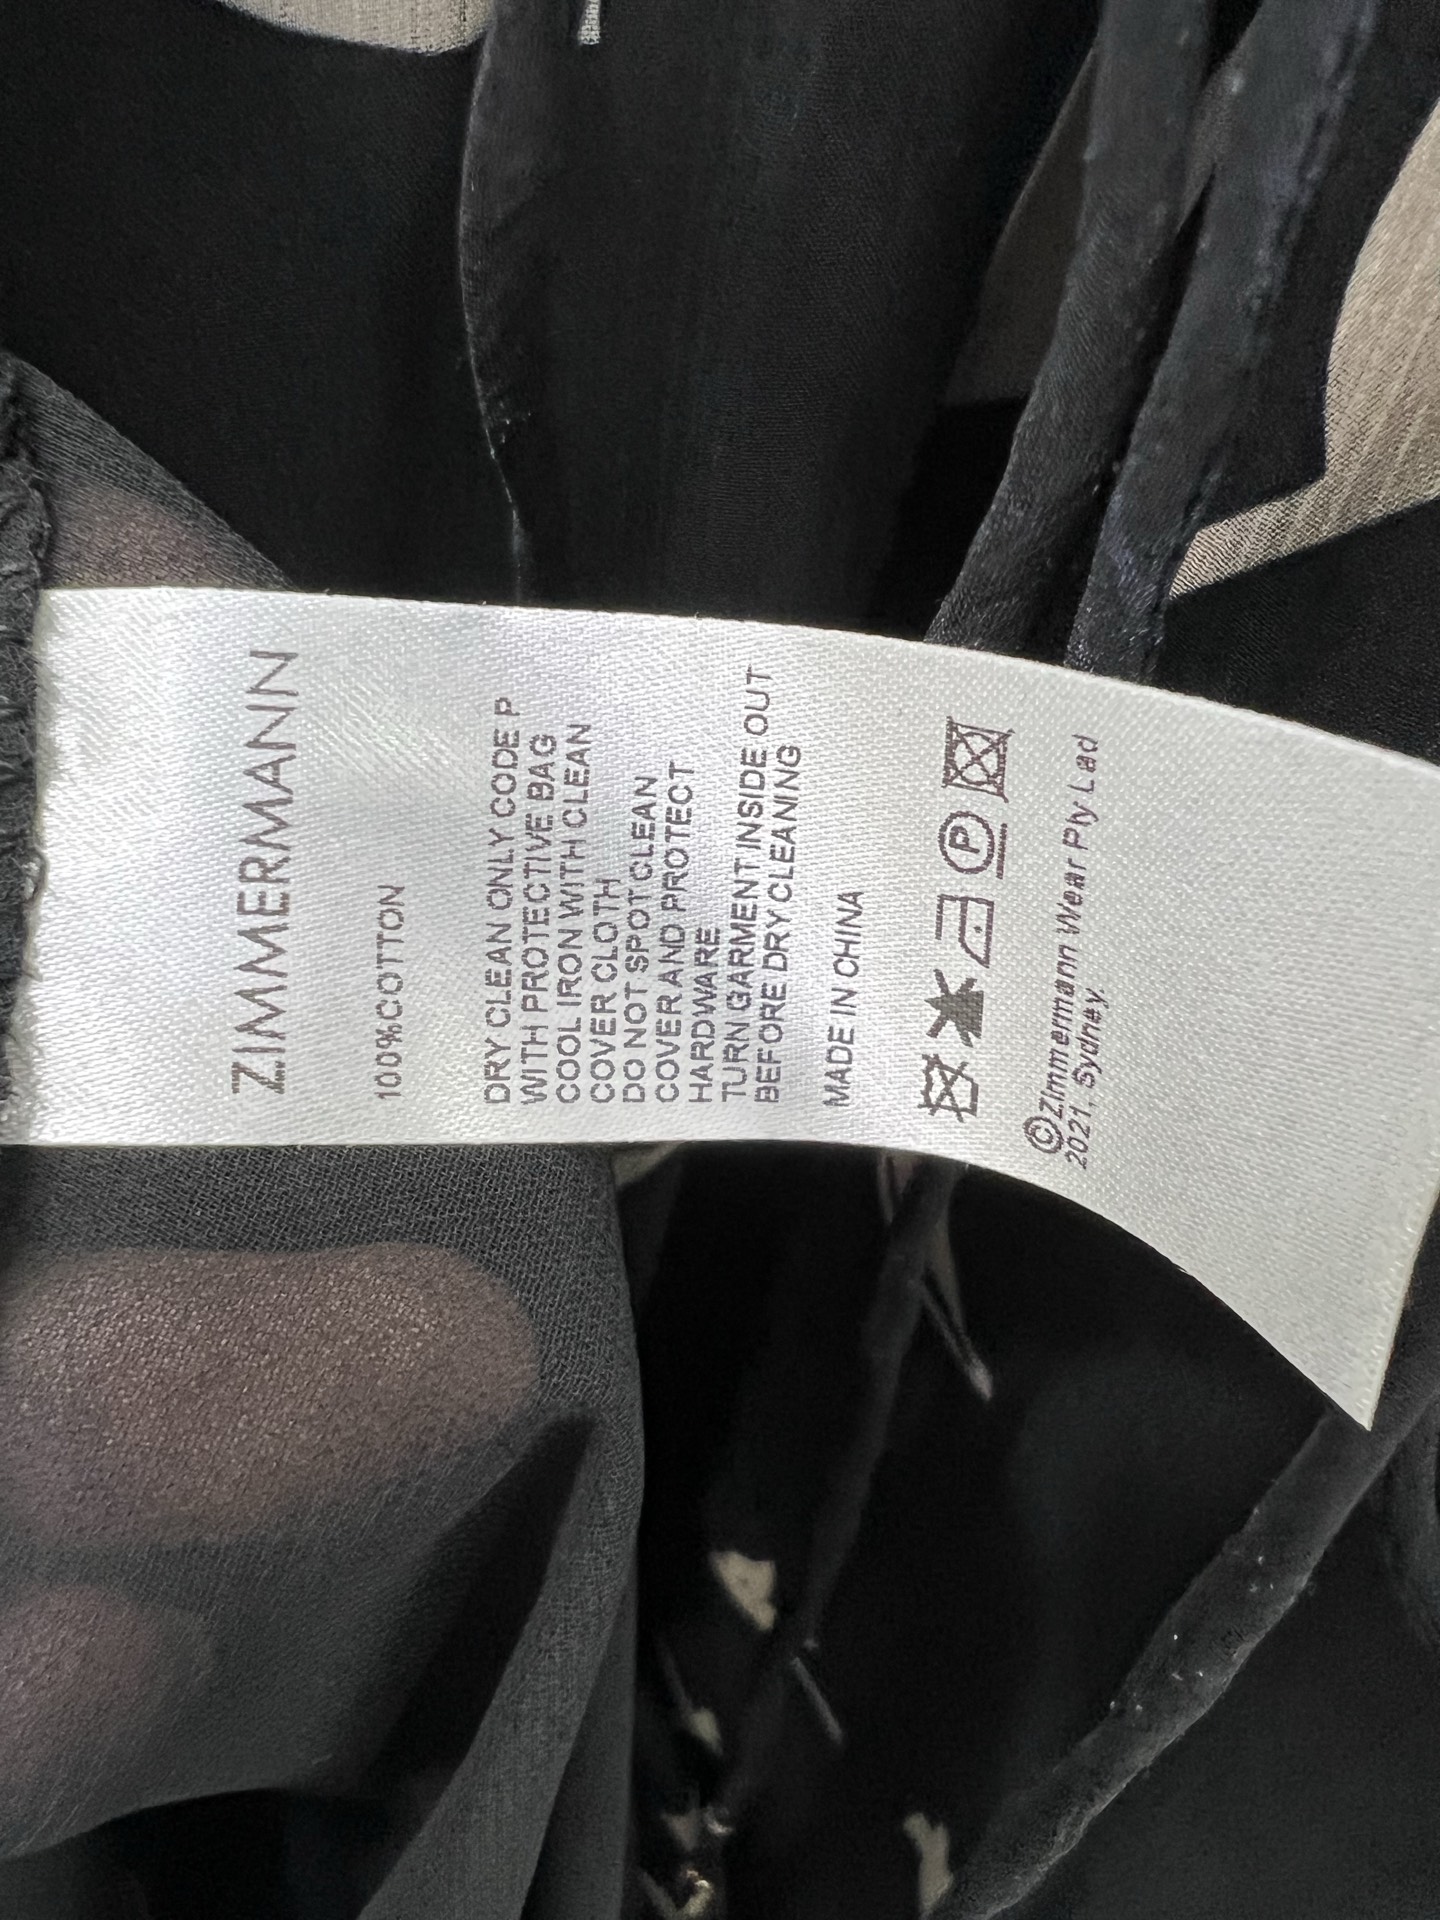 ZIMMERMANN
100%COTTON
DRY CLEAN ONLY CODE P
WITH PROTECTIVE BAG
COOL IRON WITH CLEAN
COVER CLOTH
DO NOT SPOT CLEAN
COVER AND PROTECT
HARDWARE
TURN GARMENT INSIDE OUT
BEFORE DRY CLEANING
MADE IN CHINA
P
©Zimmermann Wear Pty Lad
2021, Sydney.